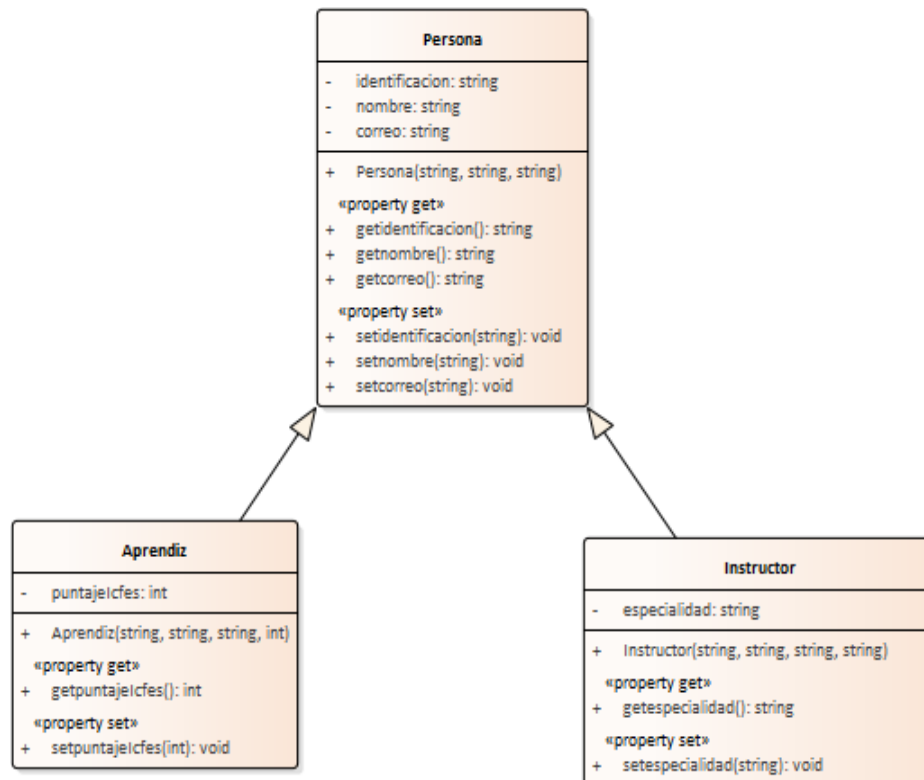 Persona
- identificacion: string
- nombre: string
- correo: string
+ Persona(string, string, string)
«property get»
+ getidentificacion(): string
+ getnombre(): string
+ getcorreo(): string
«property set»
+ setidentificacion(string): void
+ setnombre(string): void
+ setcorreo(string): void
Aprendiz
- puntajeIcfes: int
+ Aprendiz(string, string, string, int)
«property get»
+ getpuntajeIcfes(): int
«property set»
+ setpuntajeIcfes(int): void
Instructor
- especialidad: string
+ Instructor(string, string, string, string)
«property get»
+ getespecialidad(): string
«property set»
+ setespecialidad(string): void